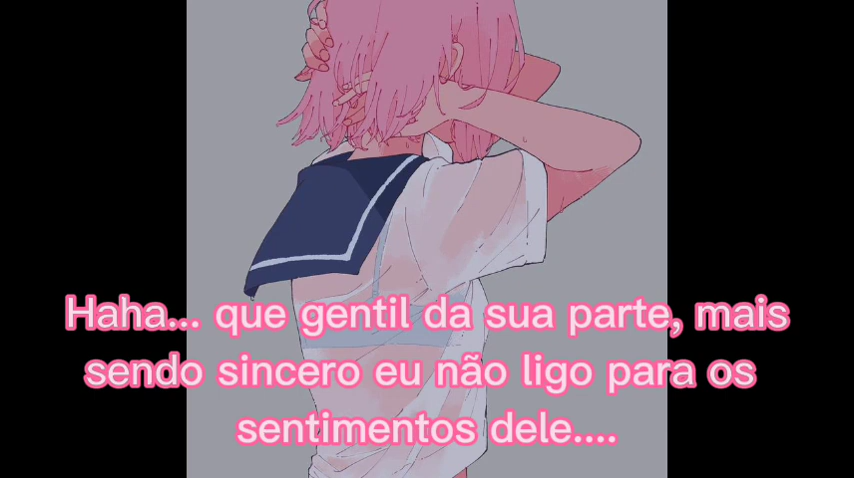 Haha... que gentil da sua parte, mais
sendo sincero eu não ligo para os
sentimentos dele....